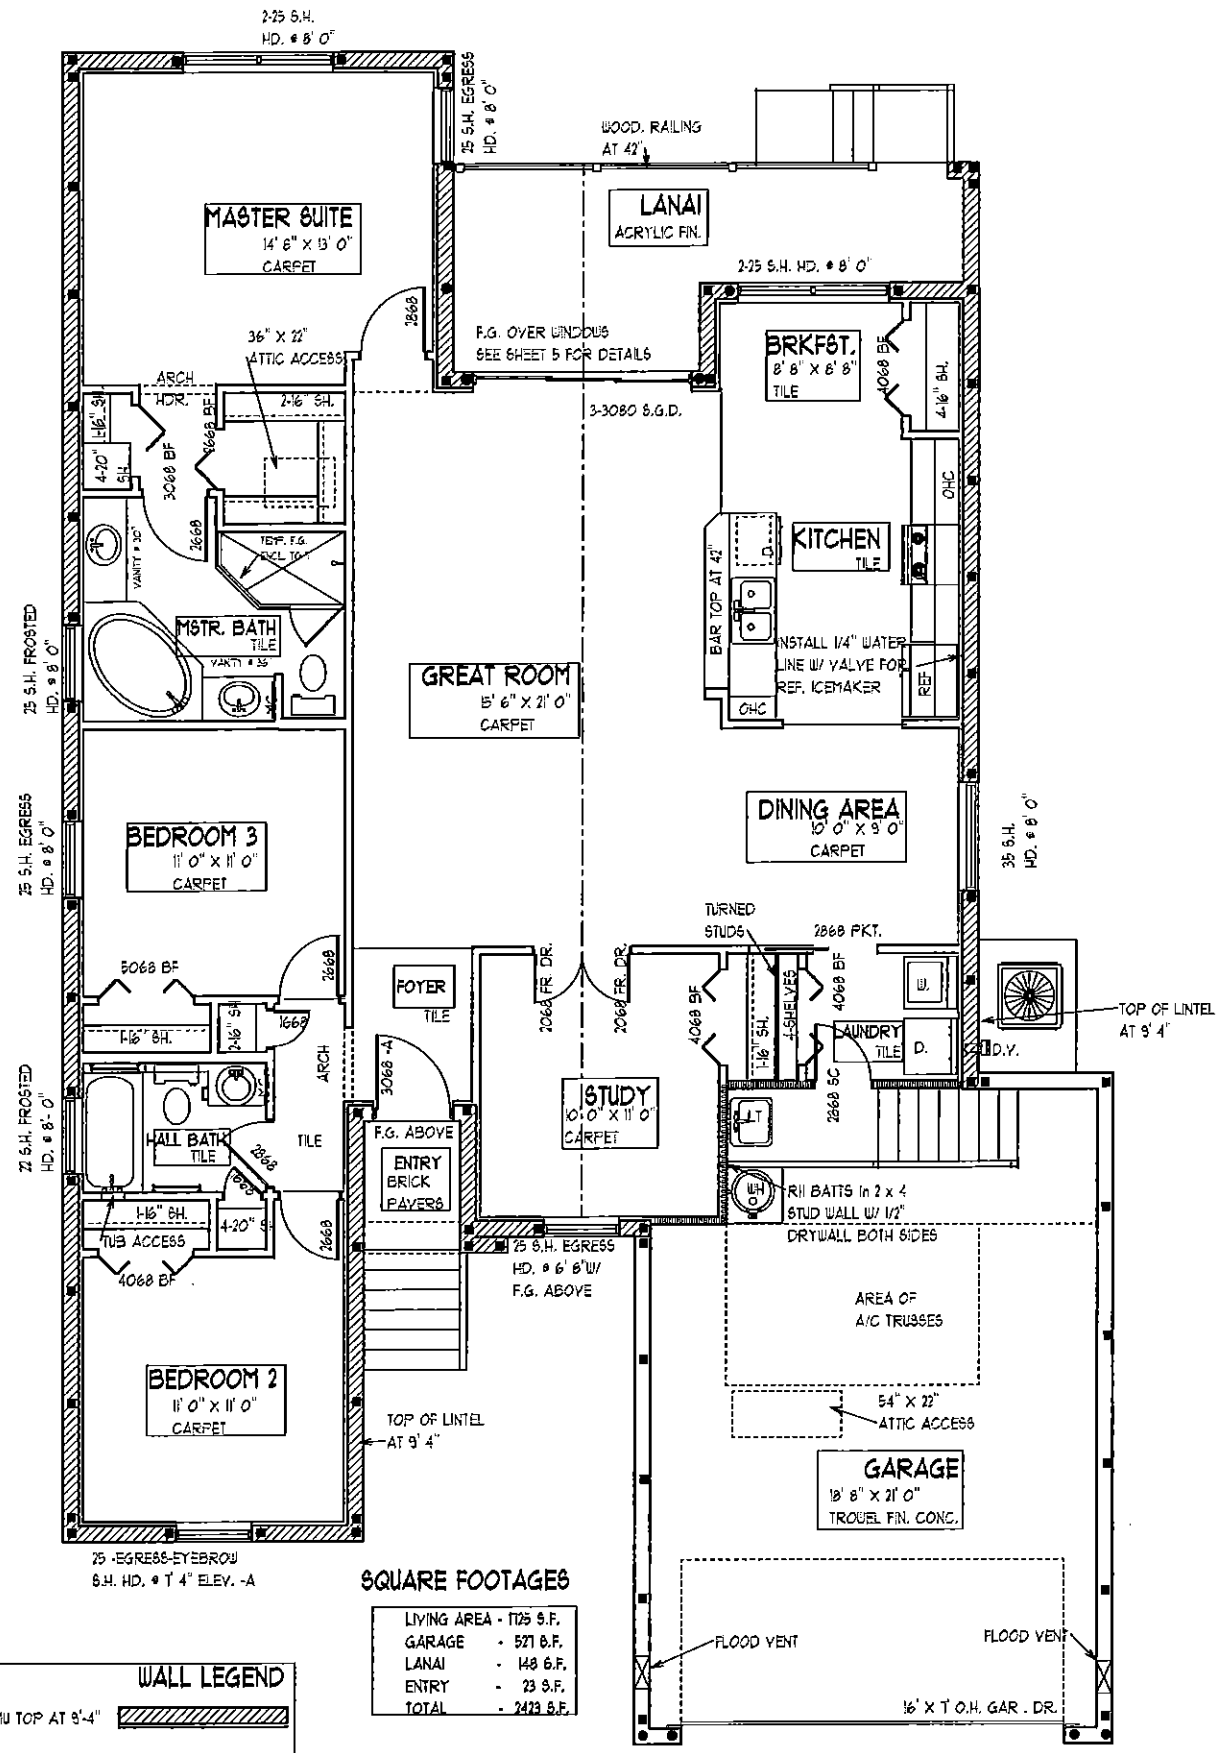 2-25 S.H.
HD. @ 8' 0"
25 S.H. EGRESS
HD. @ 8' 0"
WOOD. RAILING
AT 42"
LANAI
ACRYLIC FIN.
MASTER SUITE
14' 8" X 13' 0"
CARPET
2-25 S.H. HD. @ 8' 0"
2868
F.G. OVER WINDOWS
SEE SHEET 5 FOR DETAILS
36" X 22"
ATTIC ACCESS
BRKFST.
8' 8" X 8' 8"
TILE
4068 BF
4-16" SH.
ARCH
HDR.
2-16" SH.
1-16" SH.
4-20"
SH.
3068 BF
2668 BF
3-3080 S.G.D.
OHC
2668
VANITY @ 30"
TEMP. F.G.
ENCL. TO 7'
KITCHEN
TILE
D.
BAR TOP AT 42"
25 S.H. FROSTED
HD. @ 8' 0"
MSTR. BATH
TILE
VANITY @ 36"
INSTALL 1/4" WATER
LINE W/ VALVE FOR
REF. ICEMAKER
REF.
GREAT ROOM
15' 6" X 21' 0"
CARPET
OHC
25 S.H. EGRESS
HD. @ 8' 0"
BEDROOM 3
11' 0" X 11' 0"
CARPET
DINING AREA
10' 0" X 9' 0"
CARPET
35 S.H.
HD. @ 8' 0"
TURNED
STUDS
2868 PKT.
5068 BF
2668
FOYER
TILE
2068 FR. DR.
2068 FR. DR.
4068 BF
1-16" SH.
4-SHELVES
4068 BF
W.
1-16" SH.
2-16" SH.
1668
LAUNDRY
TILE
D.
D.V.
TOP OF LINTEL
AT 9' 4"
ARCH
3068 -A
2868 SC
22 S.H. FROSTED
HD. @ 8'- 0"
HALL BATH
TILE
2868
TILE
F.G. ABOVE
ENTRY
BRICK
PAVERS
STUDY
10' 0" X 11' 0"
CARPET
LT
WH
R11 BATTS in 2 x 4
STUD WALL W/ 1/2"
DRYWALL BOTH SIDES
1-16" SH.
4-20" SH.
2668
TUB ACCESS
4068 BF
25 S.H. EGRESS
HD. @ 6' 8" W/
F.G. ABOVE
AREA OF
A/C TRUSSES
BEDROOM 2
11' 0" X 11' 0"
CARPET
54" X 22"
ATTIC ACCESS
TOP OF LINTEL
AT 9' 4"
GARAGE
18' 8" X 21' 0"
TROWEL FIN. CONC.
25 -EGRESS-EYEBROW
S.H. HD. @ 7' 4" ELEV. -A
SQUARE FOOTAGES
LIVING AREA - 1725 S.F.
GARAGE - 527 S.F.
LANAI - 148 S.F.
ENTRY - 23 S.F.
TOTAL - 2423 S.F.
FLOOD VENT
FLOOD VENT
WALL LEGEND
TOP AT 9'-4"
16' X 7' O.H. GAR . DR.